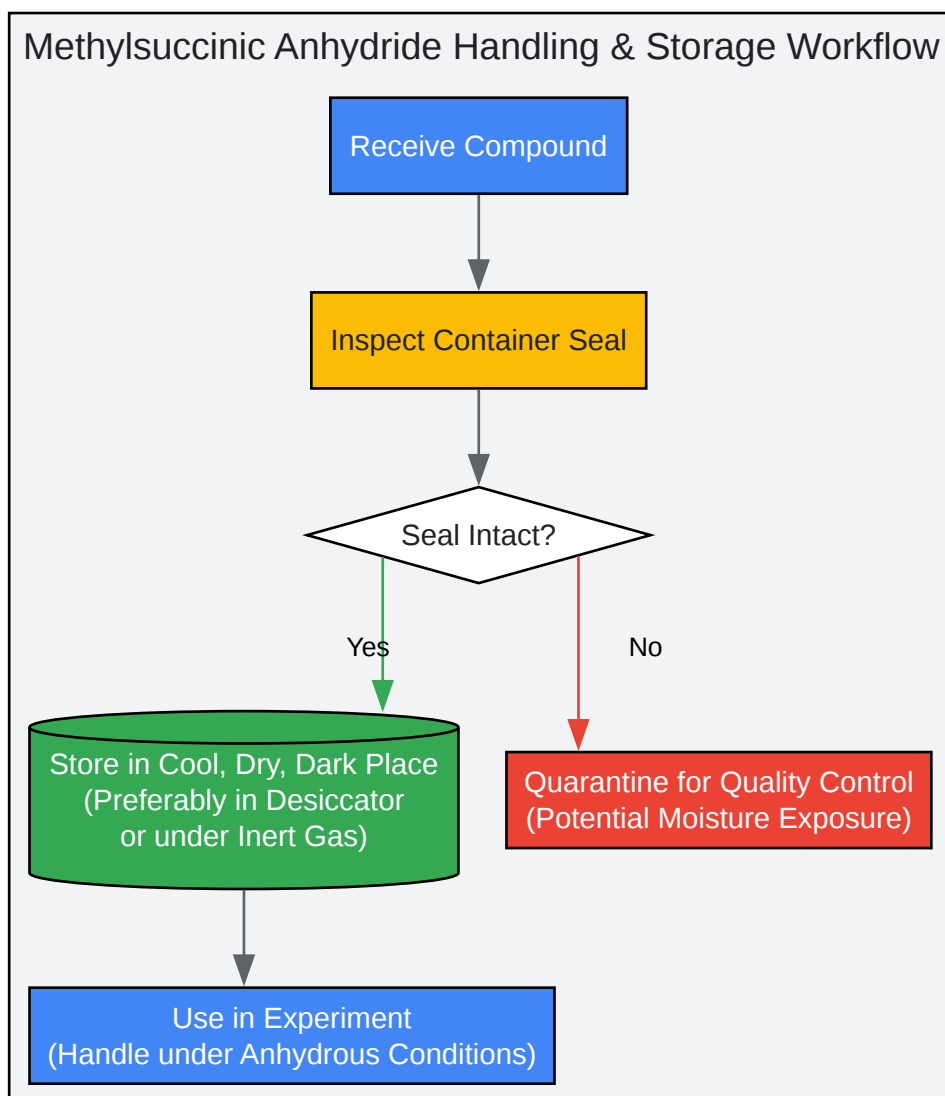 Methylsuccinic Anhydride Handling & Storage Workflow
Receive Compound
Inspect Container Seal
Seal Intact?
Yes
No
Store in Cool, Dry, Dark Place
(Preferably in Desiccator
or under Inert Gas)
Quarantine for Quality Control
(Potential Moisture Exposure)
Use in Experiment
(Handle under Anhydrous Conditions)